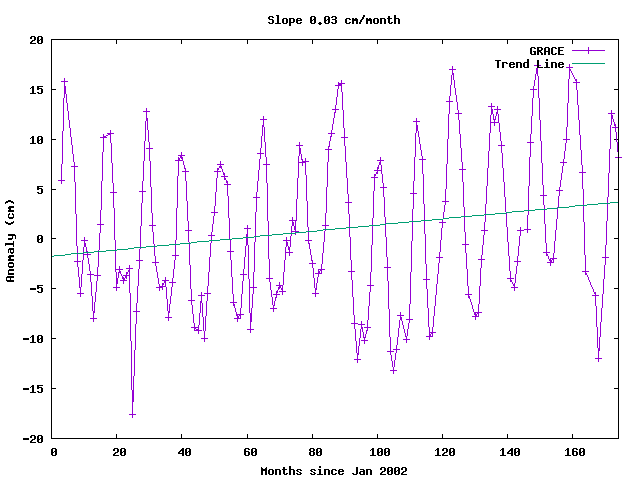 Slope 0.03 cm/month
GRACE
Trend Line
20
15
10
5
0
-5
-10
-15
-20
Anomaly (cm)
0 20 40 60 80 100 120 140 160
Months since Jan 2002